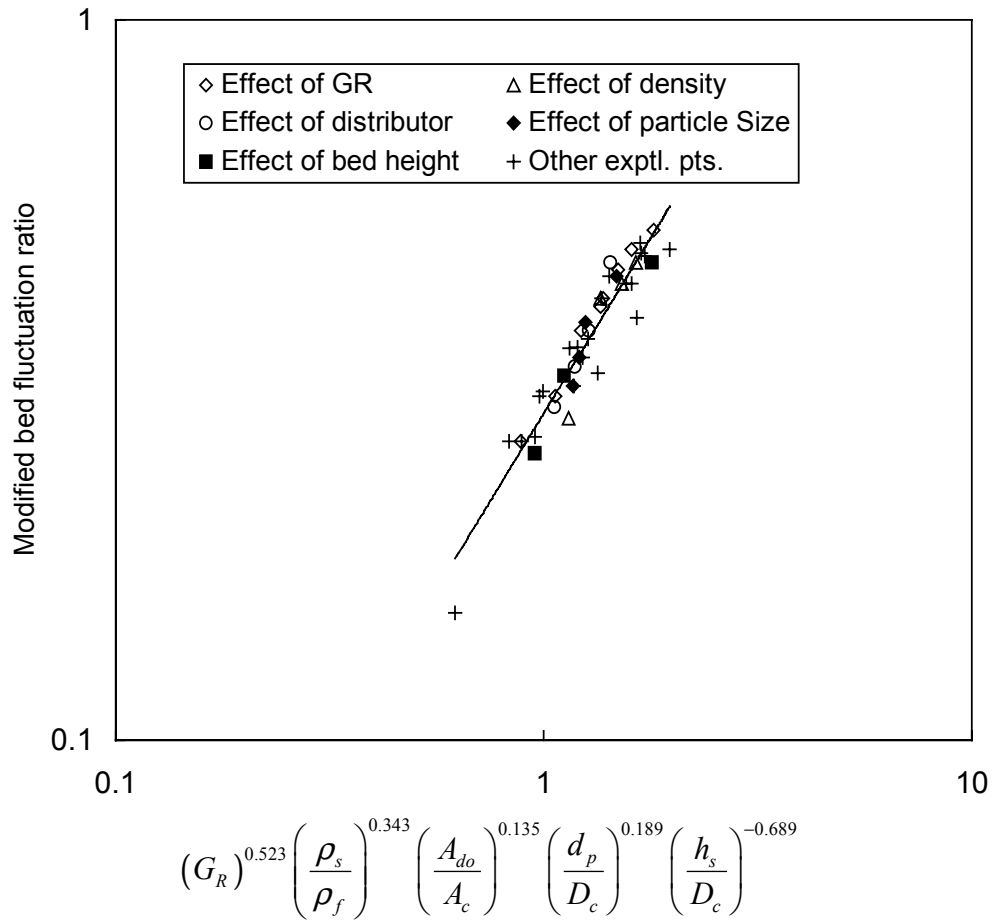 1
Effect of GR Effect of density
Effect of distributor Effect of particle Size
Effect of bed height Other exptl. pts.
Modified bed fluctuation ratio
0.1
0.1 1 10
(G_R)^0.523 (ρ_s/ρ_f)^0.343 (A_do/A_c)^0.135 (d_p/D_c)^0.189 (h_s/D_c)^−0.689